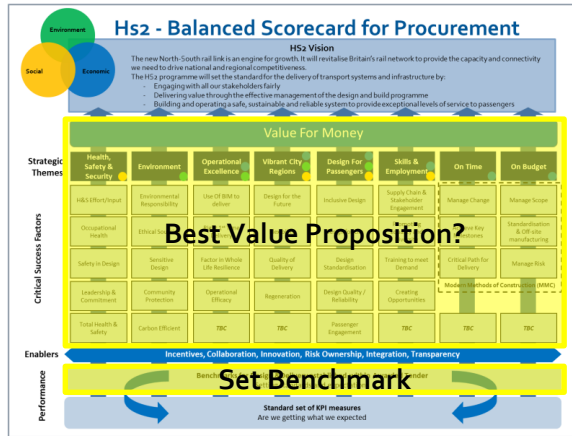 Hs2 - Balanced Scorecard for Procurement
Environment
Social
Economic
HS2 Vision
The new North-South rail link is an engine for growth. It will revitalise Britain's rail network to provide the capacity and connectivity
we need to drive national and regional competitiveness.
The HS2 programme will set the standard for the delivery of transport systems and infrastructure by:
- Engaging with all our stakeholders fairly
- Delivering value through the effective management of the design and build programme
- Building and operating a safe, sustainable and reliable system to provide exceptional levels of service to passengers
Value For Money
Strategic
Themes
Health,
Safety &
Security
Environment
Operational
Excellence
Vibrant City
Regions
Design For
Passengers
Skills &
Employment
On Time
On Budget
Critical Success Factors
H&S Effort/Input
Environmental
Responsibility
Use Of BIM to
deliver
Design for the
Future
Inclusive Design
Supply Chain &
Stakeholder
Engagement
Manage Change
Manage Scope
Occupational
Health
Ethical
Standardisation
& Off-site
manufacturing
Best Value Proposition?
Safety in Design
Sensitive
Design
Factor in Whole
Life Resilience
Quality of
Delivery
Design
Standardisation
Training to meet
Demand
Critical Path for
Delivery
Manage Risk
Modern Methods of Construction (MMC)
Leadership &
Commitment
Community
Protection
Operational
Efficacy
Regeneration
Design Quality /
Reliability
Creating
Opportunities
Total Health &
Safety
Carbon Efficient
TBC
TBC
Passenger
Engagement
TBC
TBC
TBC
Enablers
Incentives, Collaboration, Innovation, Risk Ownership, Integration, Transparency
Performance
Set Benchmark
Standard set of KPI measures
Are we getting what we expected